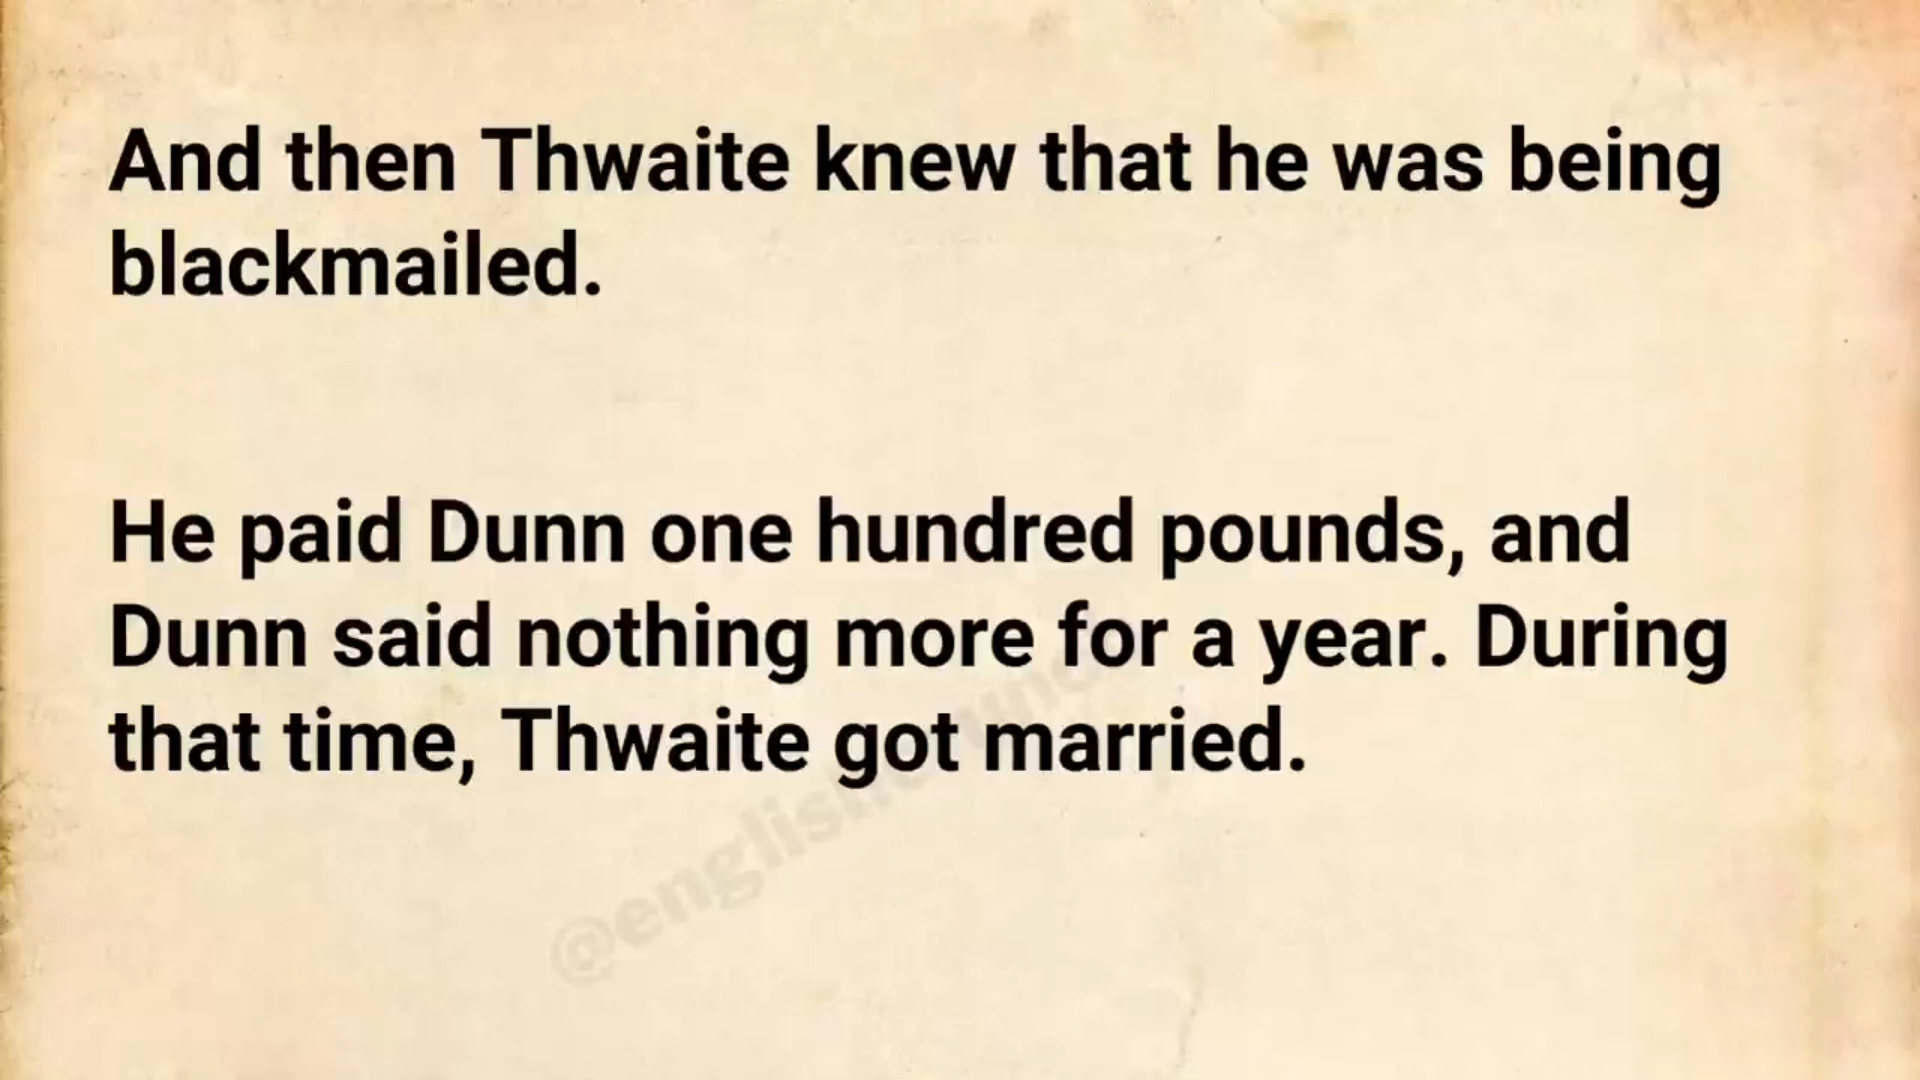 And then Thwaite knew that he was being
blackmailed.
He paid Dunn one hundred pounds, and
Dunn said nothing more for a year. During
that time, Thwaite got married.